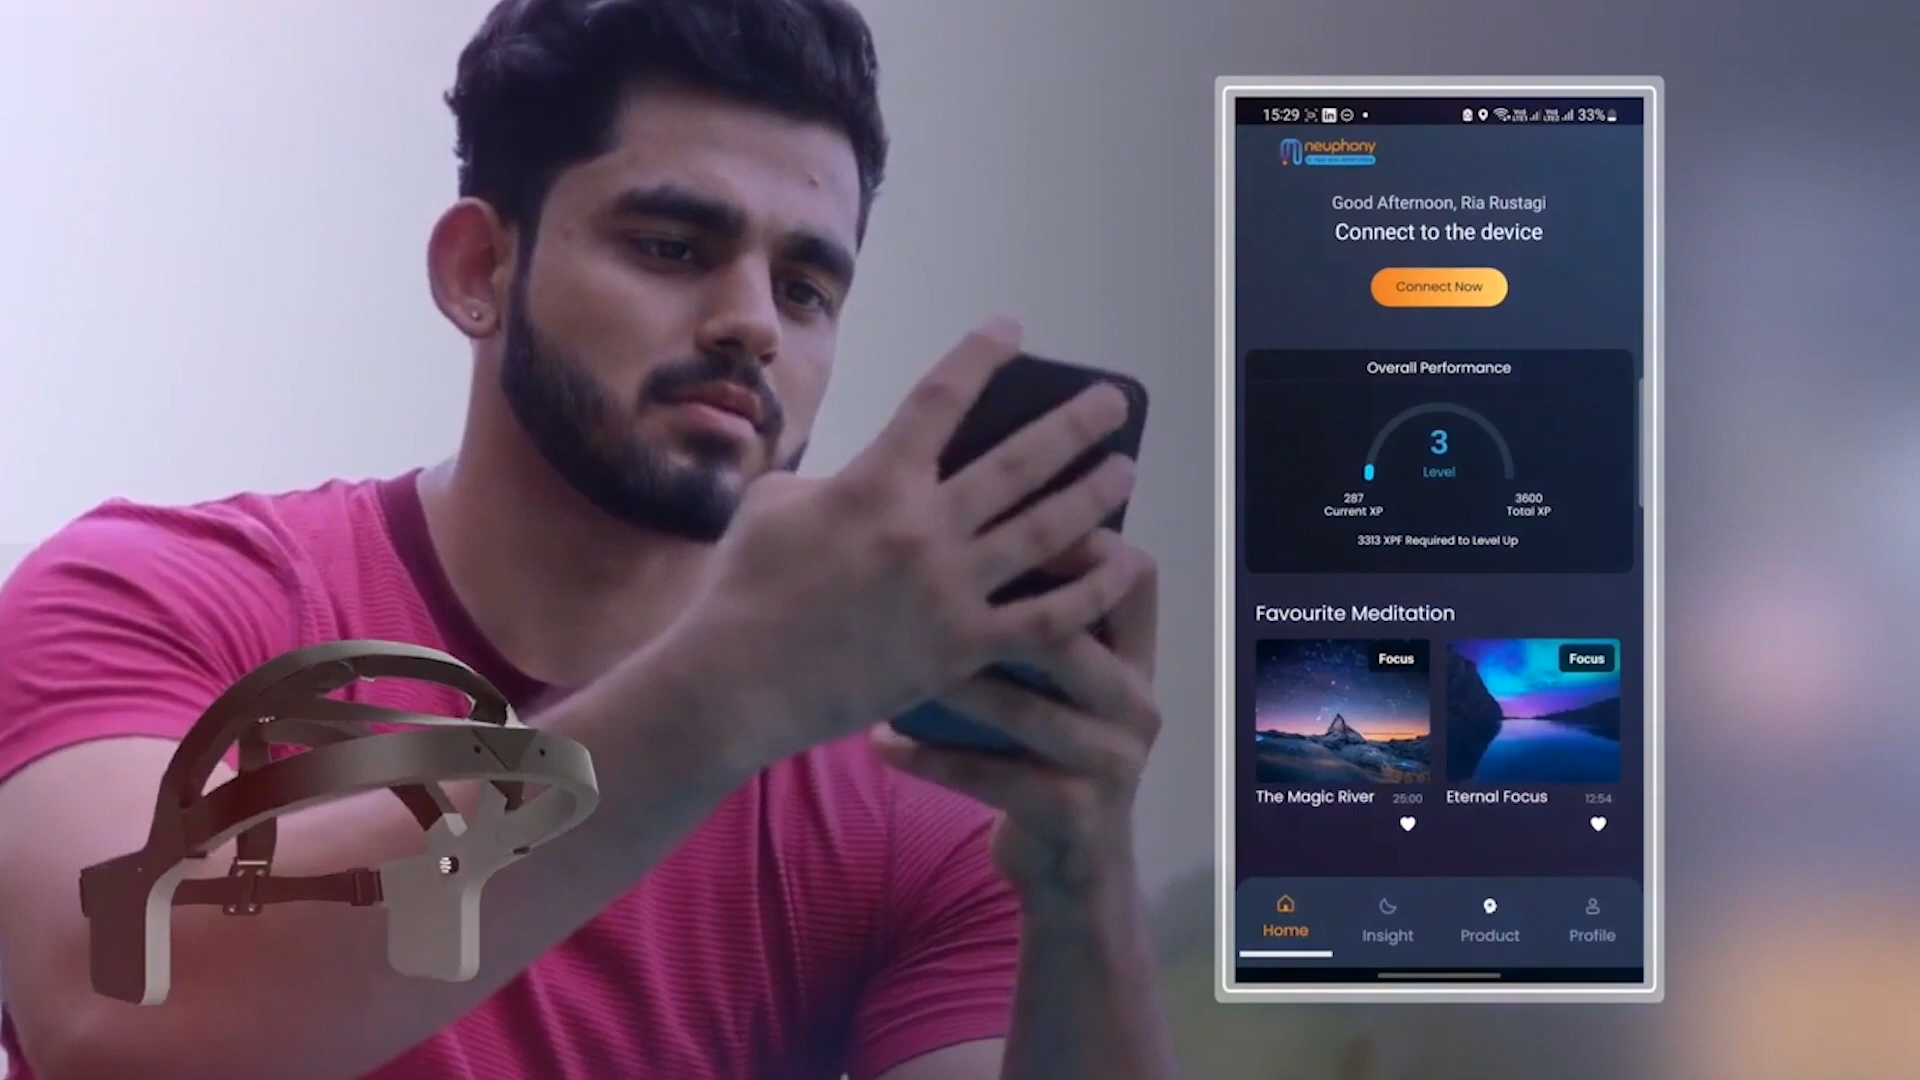 15:29
33%
neuphony
Good Afternoon, Ria Rustagi
Connect to the device
Connect Now
Overall Performance
3
Level
287
Current XP
3600
Total XP
3313 XPF Required to Level Up
Favourite Meditation
Focus
Focus
The Magic River
25:00
Eternal Focus
12:54
Home
Insight
Product
Profile